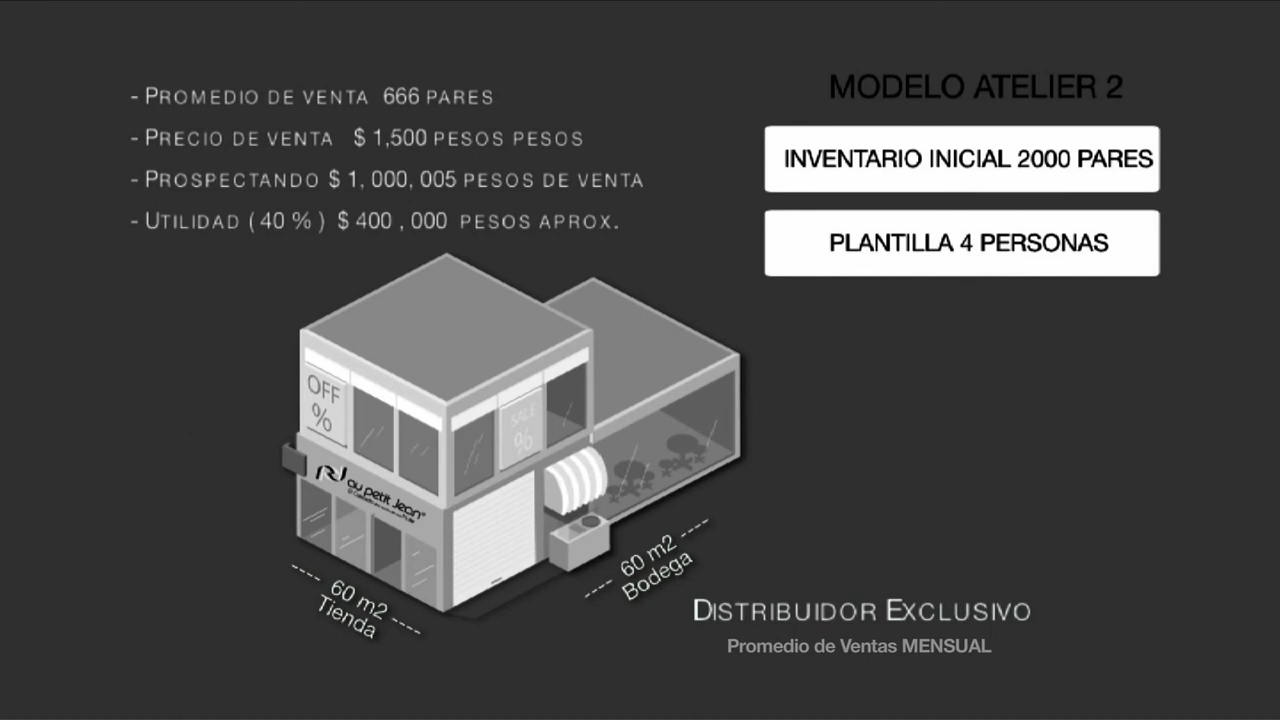 - PROMEDIO DE VENTA 666 PARES
- PRECIO DE VENTA $ 1,500 PESOS PESOS
- PROSPECTANDO $ 1, 000, 005 PESOS DE VENTA
- UTILIDAD ( 40 % ) $ 400 , 000 PESOS APROX.
MODELO ATELIER 2
INVENTARIO INICIAL 2000 PARES
PLANTILLA 4 PERSONAS
OFF
%
SALE
%
au petit Jean®
60 m2
Tienda
60 m2
Bodega
DISTRIBUIDOR EXCLUSIVO
Promedio de Ventas MENSUAL